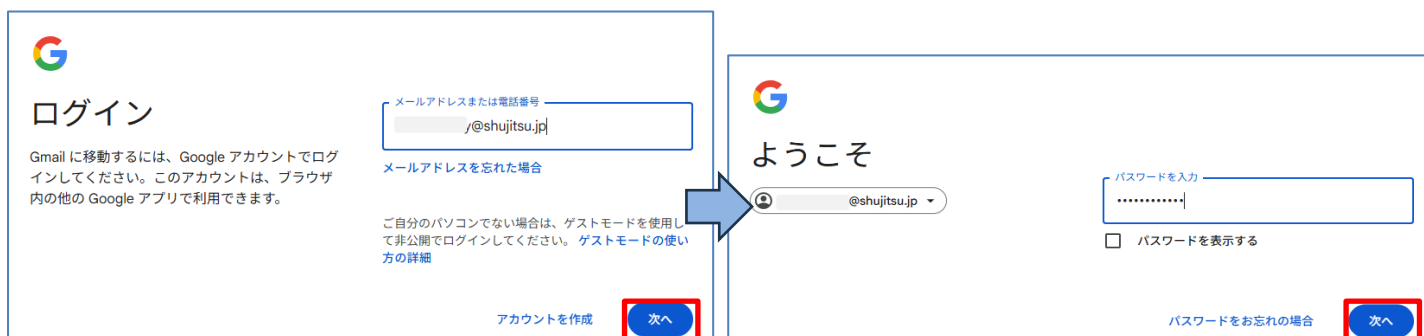 ログイン
Gmail に移動するには、Google アカウントでログ
インしてください。このアカウントは、ブラウザ
内の他の Google アプリで利用できます。
メールアドレスまたは電話番号
y@shujitsu.jp
メールアドレスを忘れた場合
ご自分のパソコンでない場合は、ゲストモードを使用し
て非公開でログインしてください。 ゲストモードの使い
方の詳細
アカウントを作成
次へ
ようこそ
@shujitsu.jp
パスワードを入力
••••••••••••
パスワードを表示する
パスワードをお忘れの場合
次へ